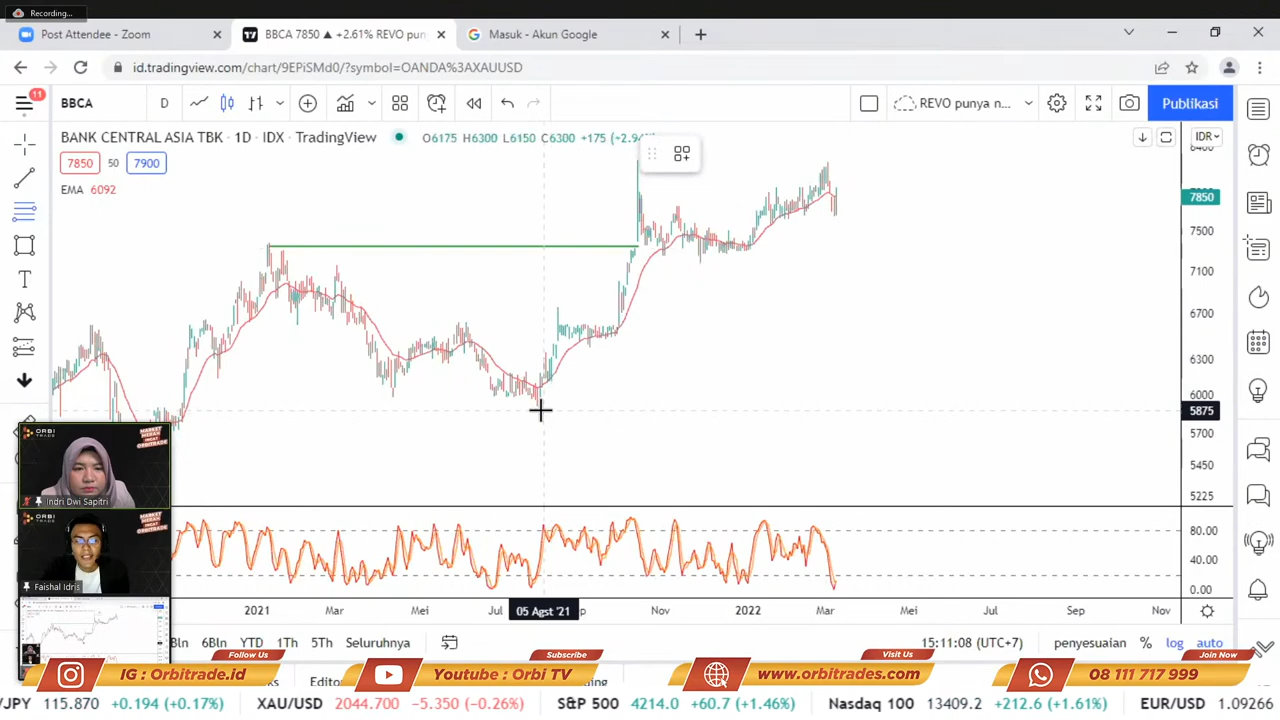 Recording...
Post Attendee - Zoom
BBCA 7850 ▲ +2.61% REVO pun
Masuk - Akun Google
id.tradingview.com/chart/9EPiSMd0/?symbol=OANDA%3AXAUUSD
11
BBCA
D
REVO punya n...
Publikasi
BANK CENTRAL ASIA TBK · 1D · IDX · TradingView
O6175 H6300 L6150 C6300 +175
IDR
7850
50
7900
EMA 6092
7850
7500
7100
6700
6300
6000
5875
5700
5450
5225
80.00
40.00
0.00
ORBI
MARKET MERAH INGAT ORBITRADE
Indri Dwi Sapitri
Faishal Idris
2021
Mar
Mei
Jul
05 Agst '21
Nov
2022
Mar
Mei
Jul
Sep
Nov
6Bln
YTD
1Th
5Th
Seluruhnya
15:11:08 (UTC+7)
penyesuaian
%
log
auto
Follow Us
IG : Orbitrade.id
Subscribe
Youtube : Orbi TV
Visit Us
www.orbitrades.com
Join Now
08 111 717 999
/JPY 115.870 +0.194 (+0.17%)
XAU/USD 2044.700 -5.350 (-0.26%)
S&P 500 4214.0 +60.7 (+1.46%)
Nasdaq 100 13409.2 +212.6 (+1.61%)
EUR/USD 1.09266